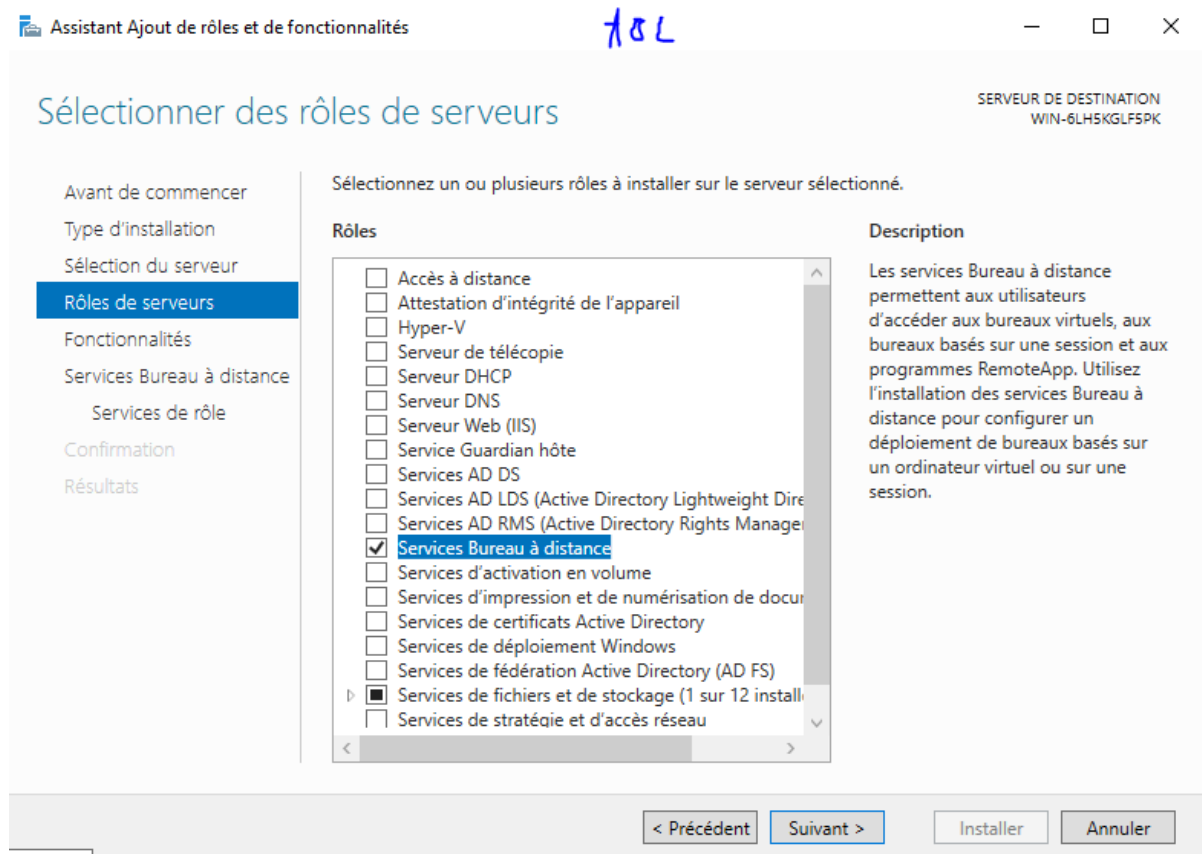 Assistant Ajout de rôles et de fonctionnalités
Sélectionner des rôles de serveurs
SERVEUR DE DESTINATION
WIN-6LH5KGLF5PK
Avant de commencer
Type d'installation
Sélection du serveur
Rôles de serveurs
Fonctionnalités
Services Bureau à distance
Services de rôle
Confirmation
Résultats
Sélectionnez un ou plusieurs rôles à installer sur le serveur sélectionné.
Rôles
Accès à distance
Attestation d'intégrité de l'appareil
Hyper-V
Serveur de télécopie
Serveur DHCP
Serveur DNS
Serveur Web (IIS)
Service Guardian hôte
Services AD DS
Services AD LDS (Active Directory Lightweight Dire
Services AD RMS (Active Directory Rights Manage
Services Bureau à distance
Services d'activation en volume
Services d'impression et de numérisation de docu
Services de certificats Active Directory
Services de déploiement Windows
Services de fédération Active Directory (AD FS)
Services de fichiers et de stockage (1 sur 12 install
Services de stratégie et d'accès réseau
Description
Les services Bureau à distance
permettent aux utilisateurs
d'accéder aux bureaux virtuels, aux
bureaux basés sur une session et aux
programmes RemoteApp. Utilisez
l'installation des services Bureau à
distance pour configurer un
déploiement de bureaux basés sur
un ordinateur virtuel ou sur une
session.
< Précédent
Suivant >
Installer
Annuler